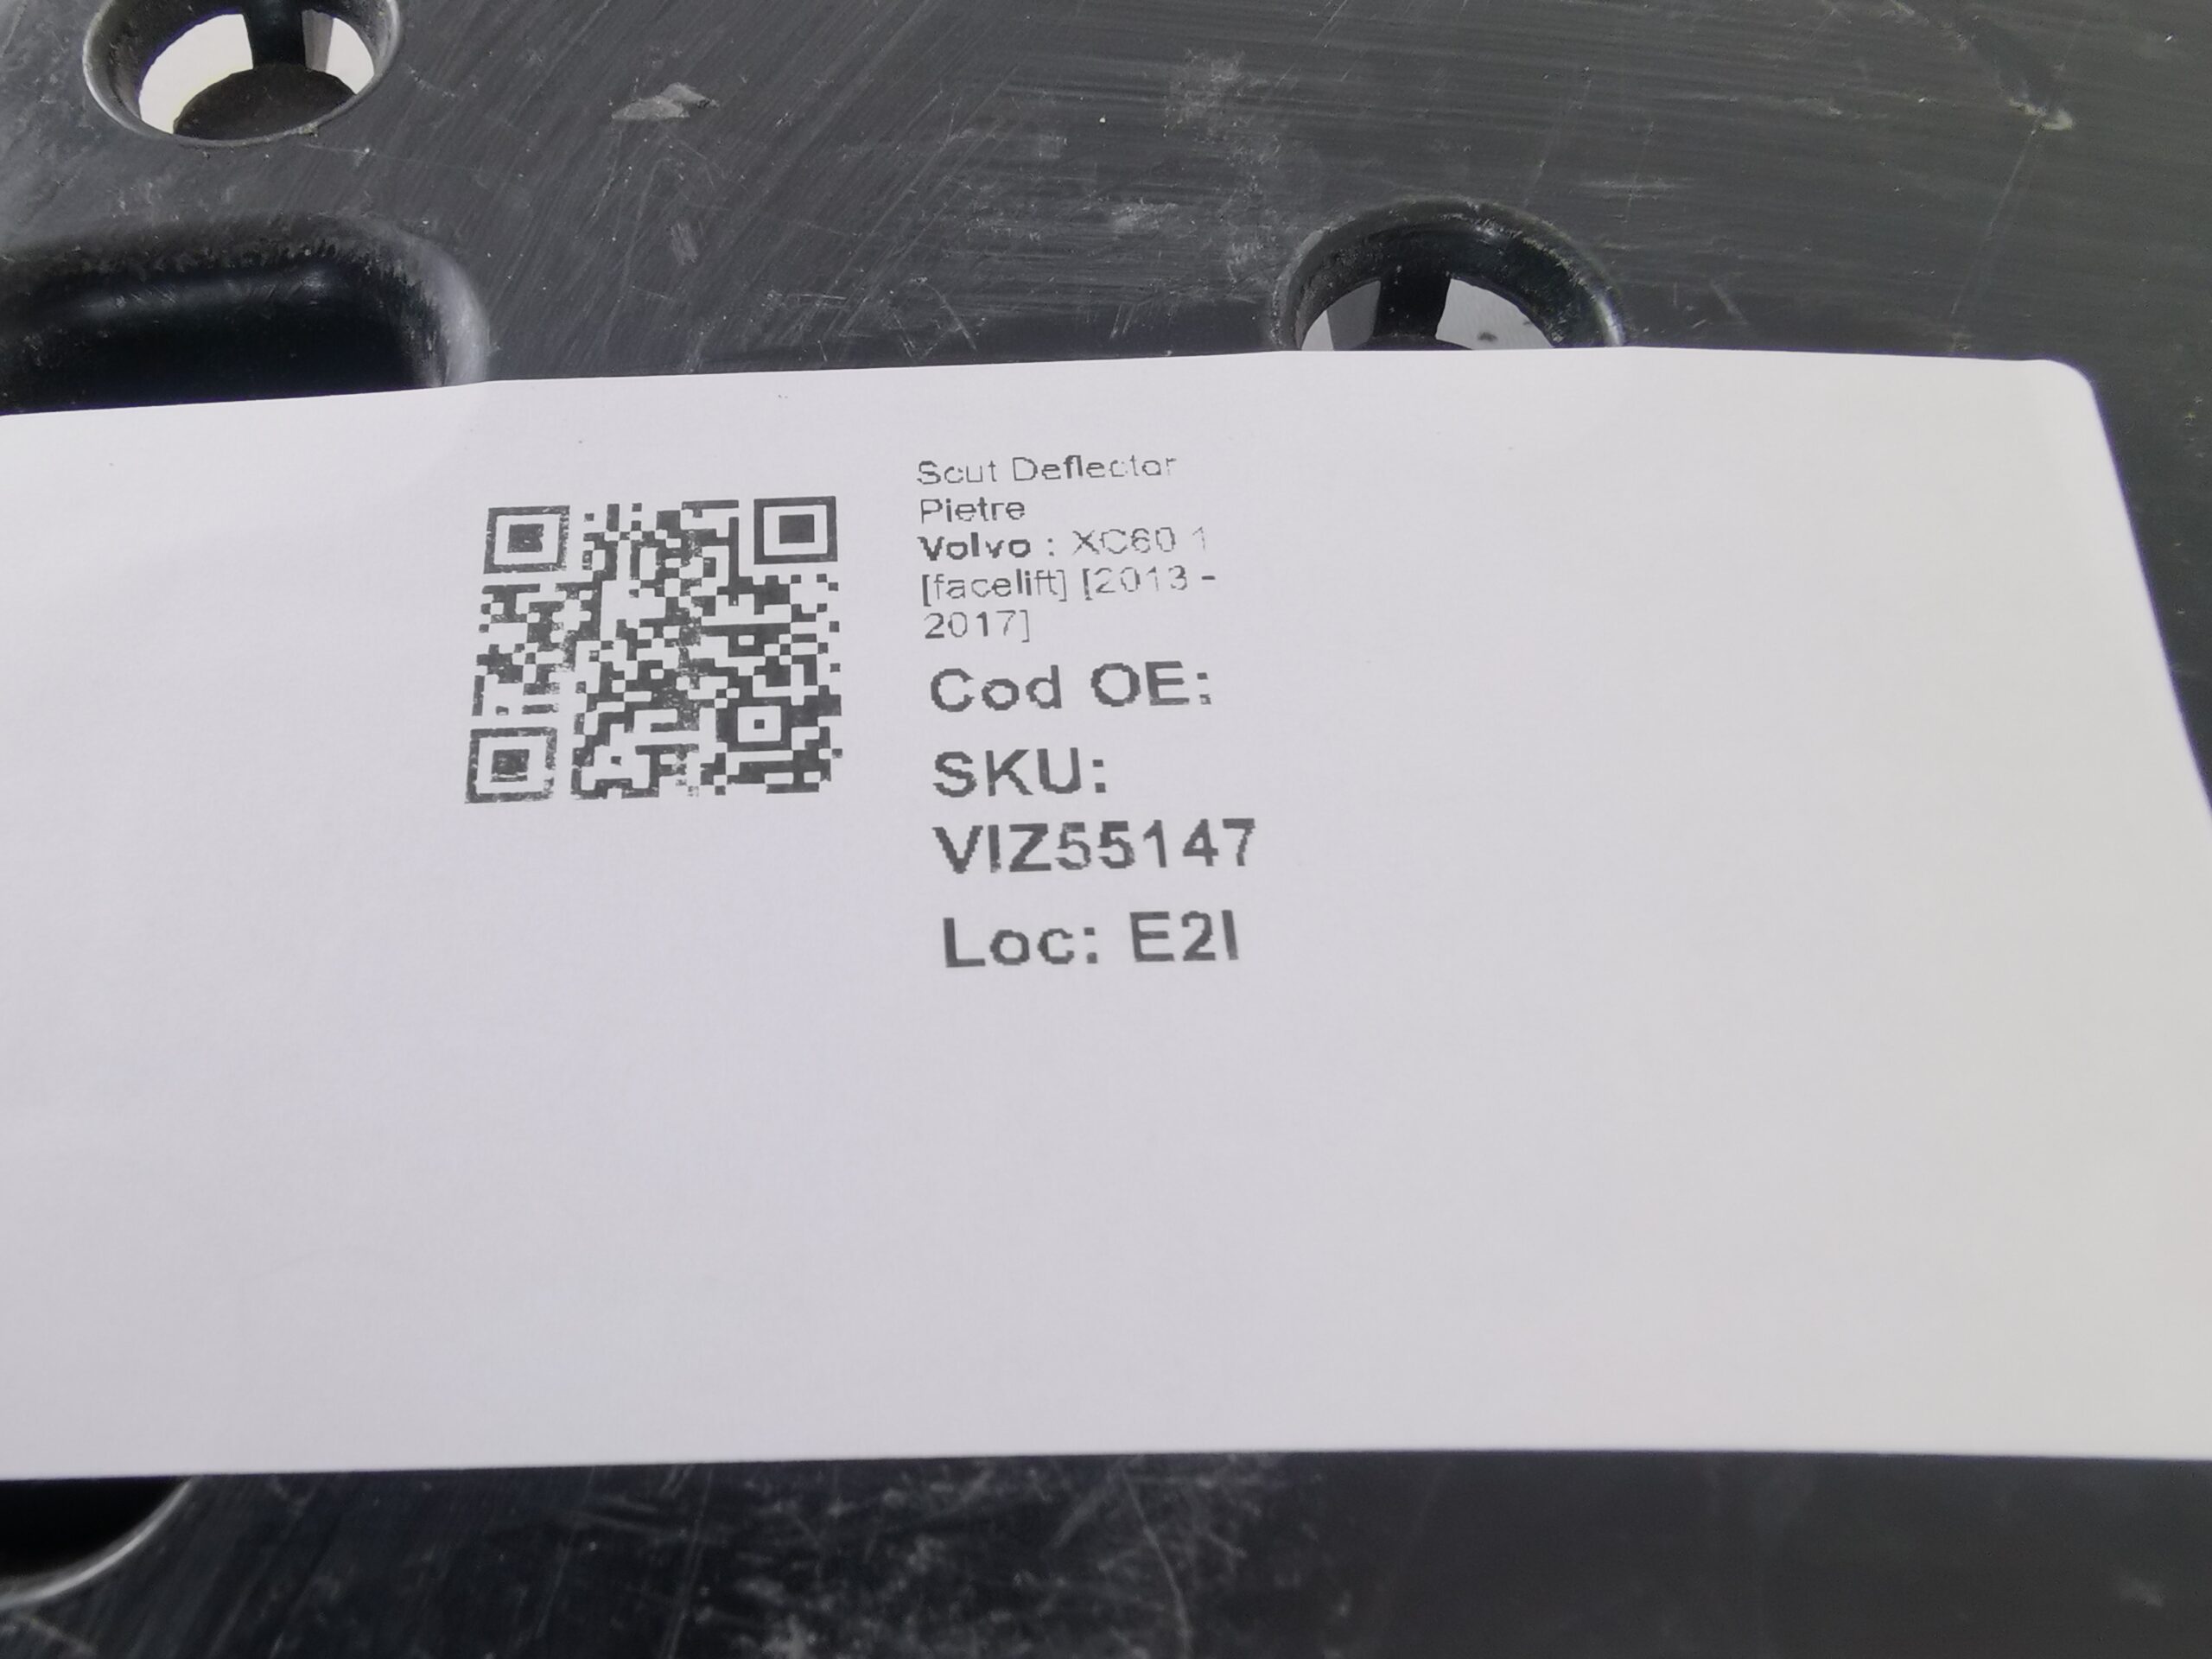 Scut Deflector
Pietre
Volvo : XC60 1
[facelift] [2013 -
2017]
Cod OE:
SKU:
VIZ55147
Loc: E2I